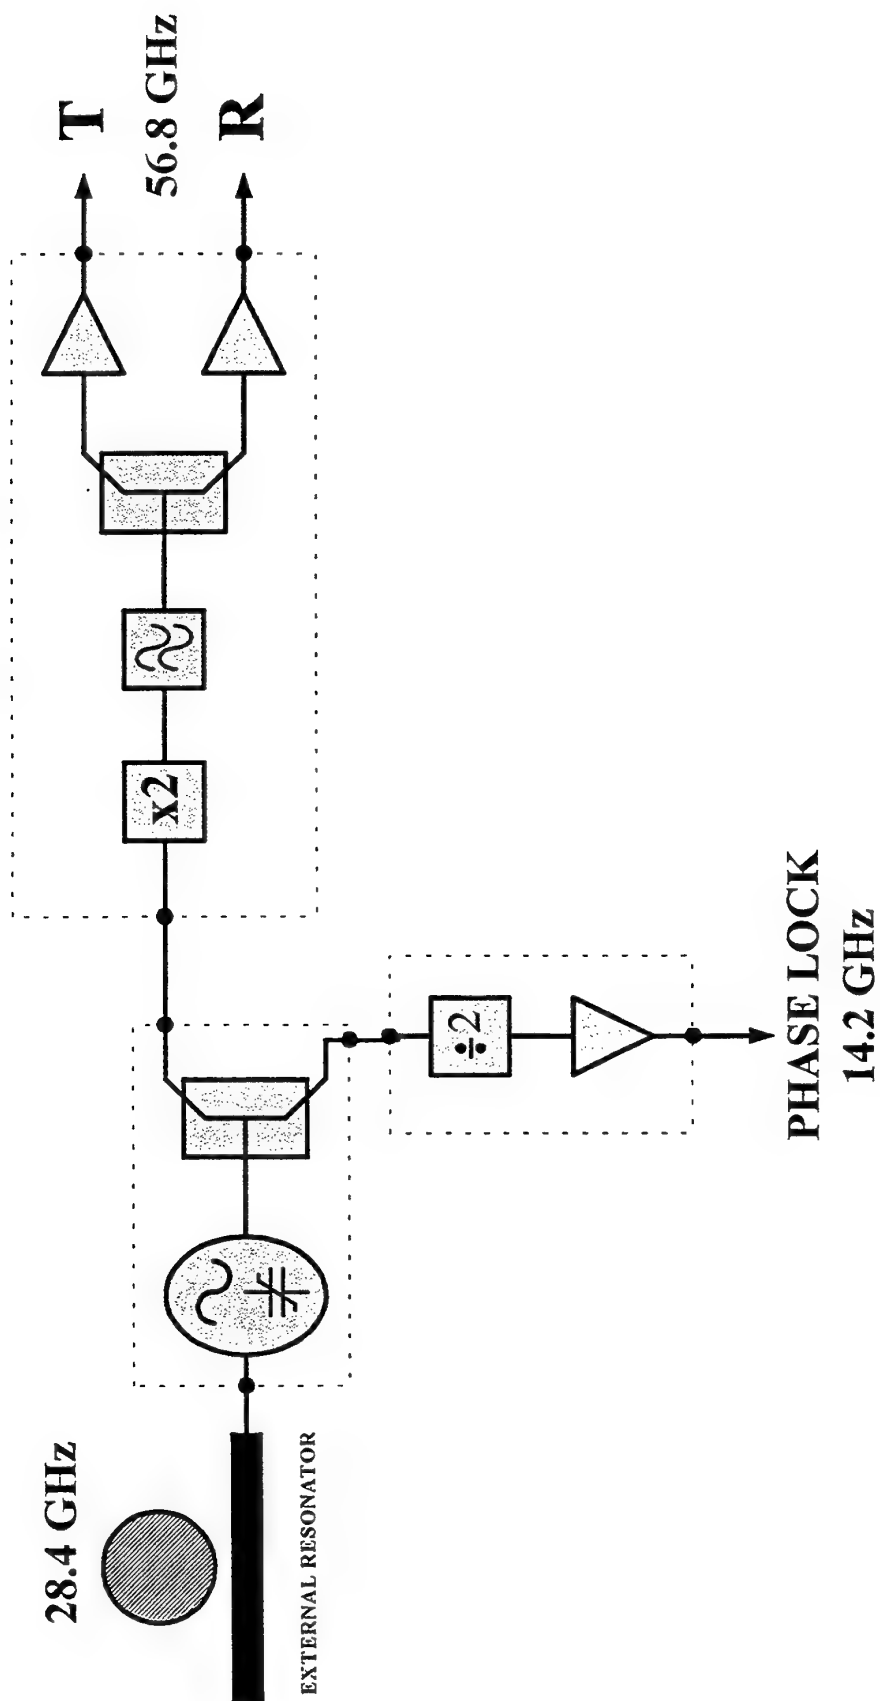 28.4 GHz
EXTERNAL RESONATOR
x2
÷2
T
56.8 GHz
R
PHASE LOCK
14.2 GHz